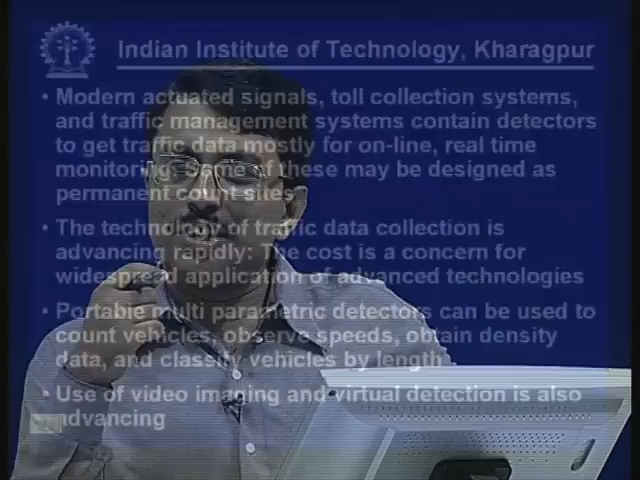 Indian Institute of Technology, Kharagpur
• Modern actuated signals, toll collection systems,
and traffic management systems contain detectors
to get traffic data mostly for on-line, real time
monitoring. Some of these may be designed as
permanent count sites
• The technology of traffic data collection is
advancing rapidly: The cost is a concern for
widespread application of advanced technologies
• Portable multi parametric detectors can be used to
count vehicles, observe speeds, obtain density
data, and classify vehicles by length
• Use of video imaging and virtual detection is also
advancing